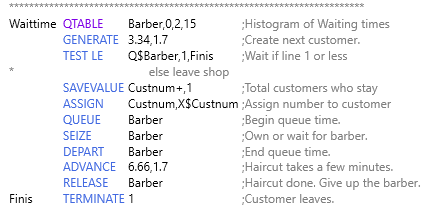 ***********************************************************************
Waittime QTABLE Barber,0,2,15 ;Histogram of Waiting times
GENERATE 3.34,1.7 ;Create next customer.
TEST LE Q$Barber,1,Finis ;Wait if line 1 or less
* else leave shop
SAVEVALUE Custnum+,1 ;Total customers who stay
ASSIGN Custnum,X$Custnum ;Assign number to customer
QUEUE Barber ;Begin queue time.
SEIZE Barber ;Own or wait for barber.
DEPART Barber ;End queue time.
ADVANCE 6.66,1.7 ;Haircut takes a few minutes.
RELEASE Barber ;Haircut done. Give up the barber.
Finis TERMINATE 1 ;Customer leaves.